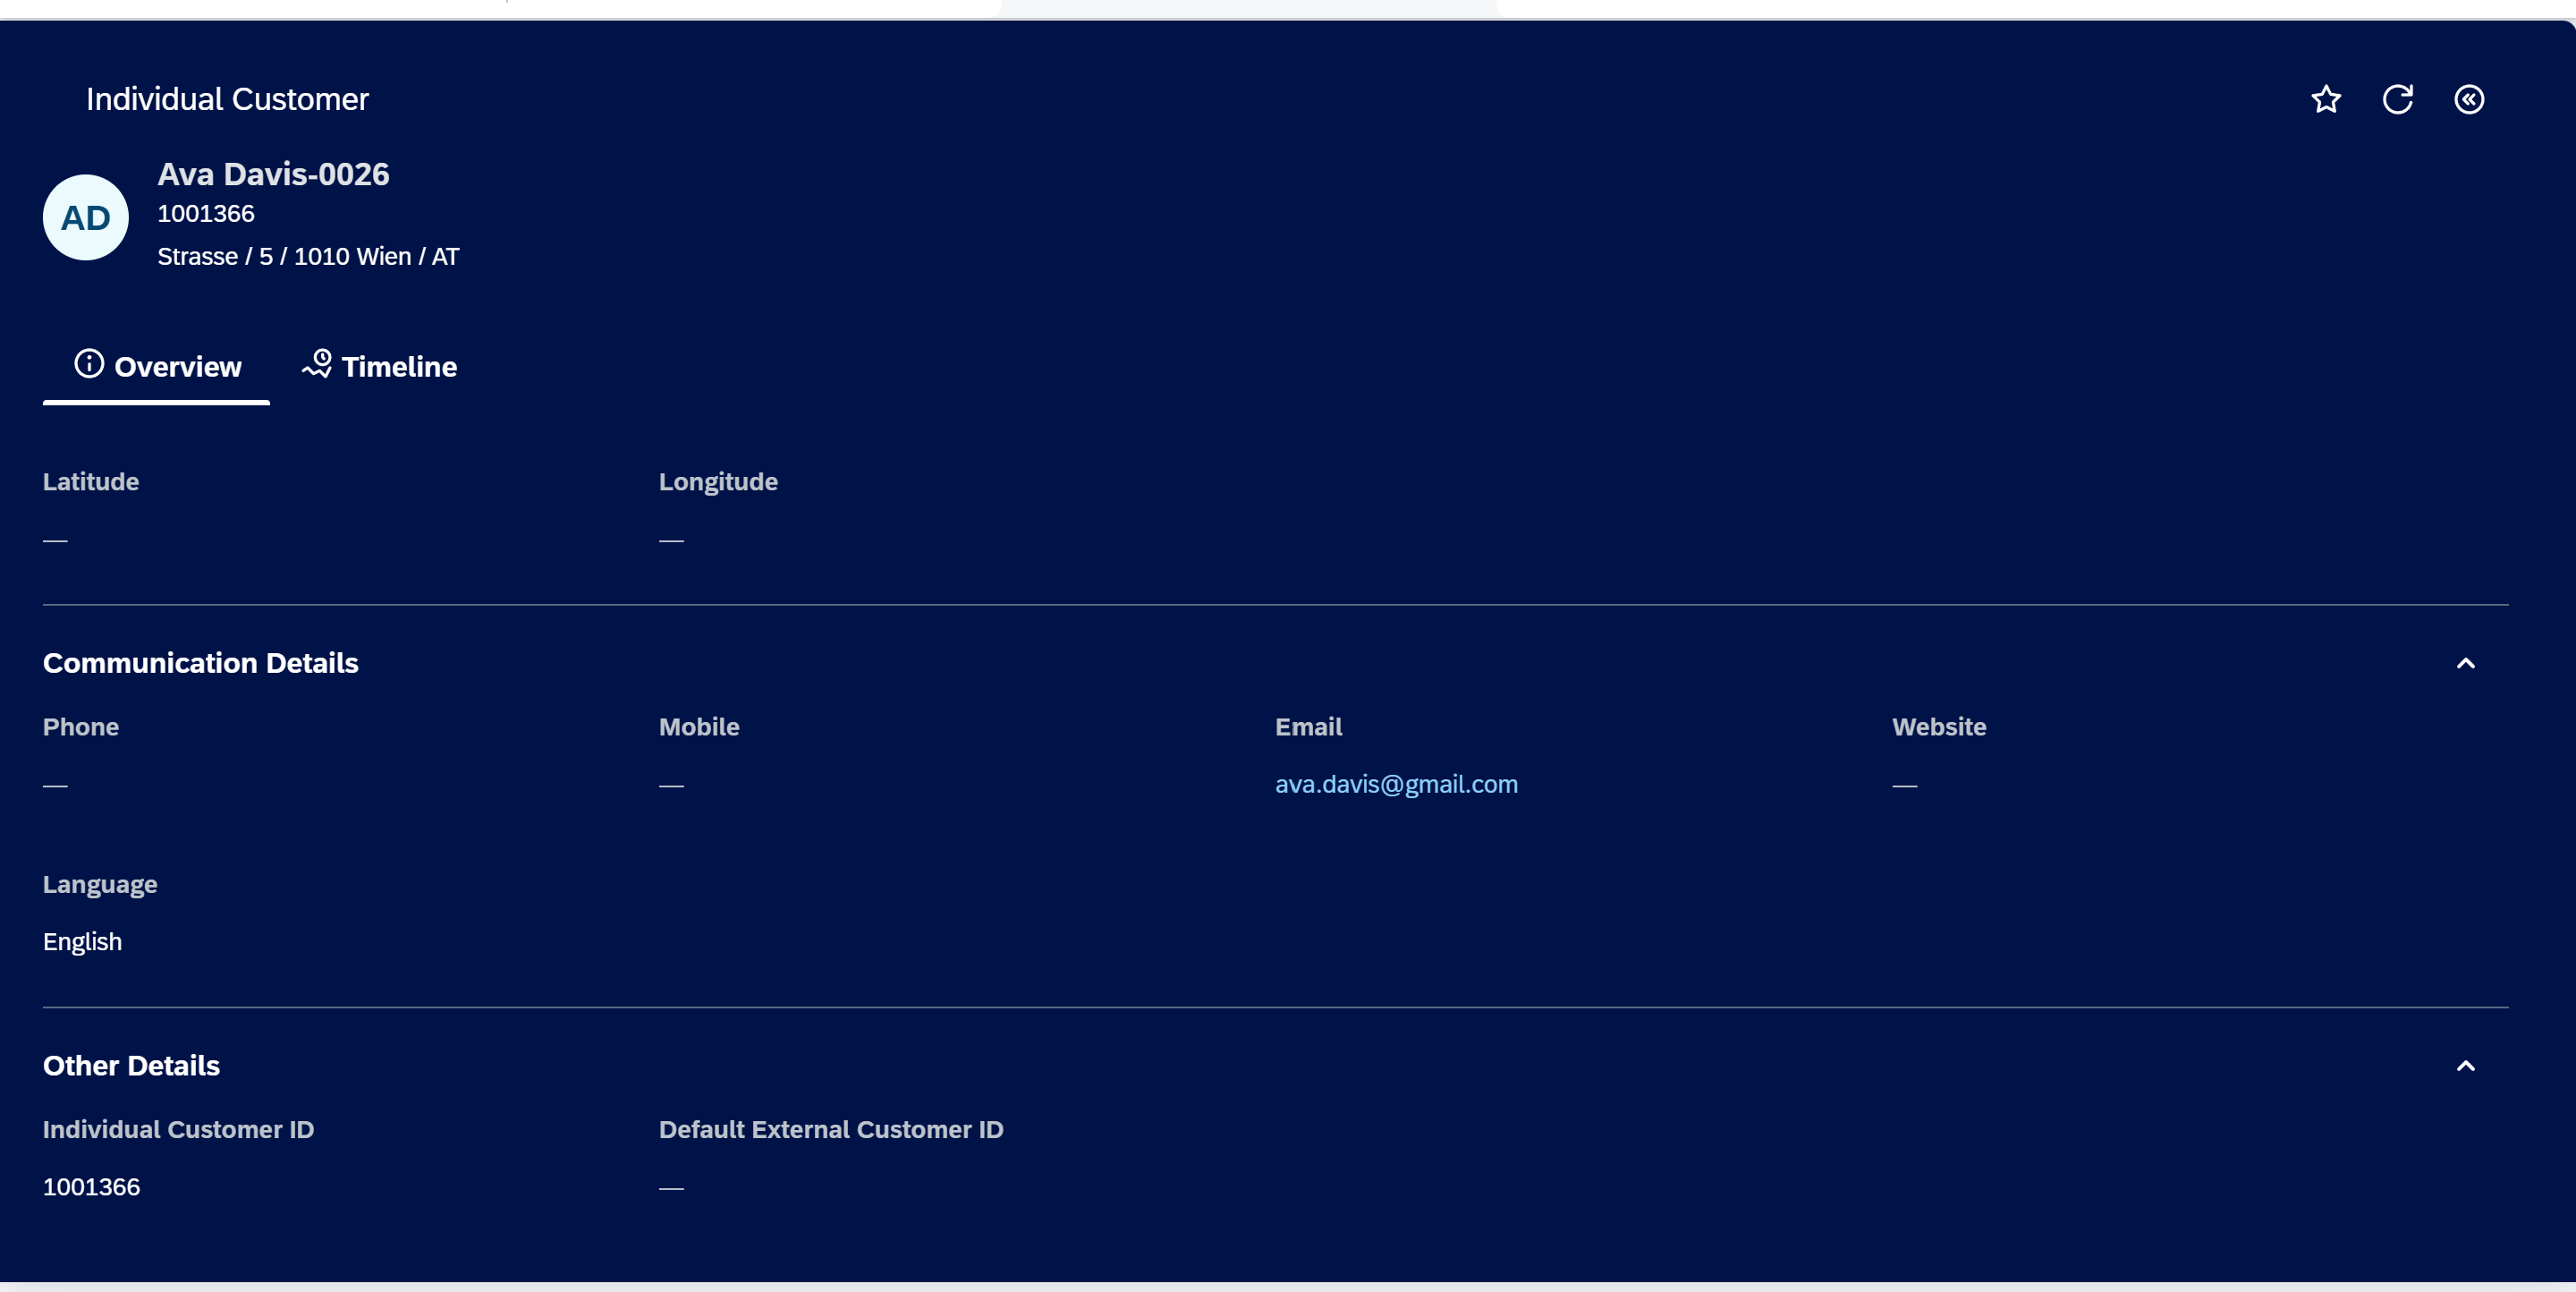 Individual Customer
AD
Ava Davis-0026
1001366
Strasse / 5 / 1010 Wien / AT
Overview Timeline
Latitude Longitude
— —
Communication Details
Phone Mobile Email Website
— — ava.davis@gmail.com —
Language
English
Other Details
Individual Customer ID Default External Customer ID
1001366 —